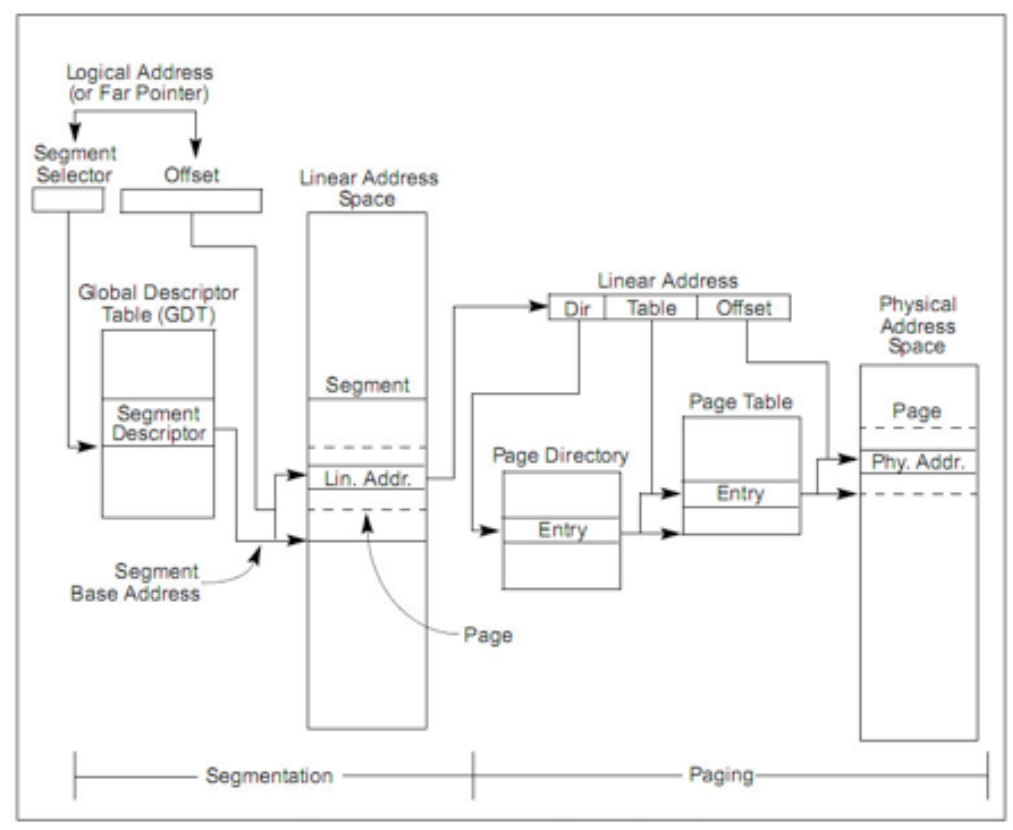 Logical Address
(or Far Pointer)
Segment
Selector
Offset
Linear Address
Space
Global Descriptor
Table (GDT)
Segment
Descriptor
Segment
Lin. Addr.
Segment
Base Address
Page
Linear Address
Dir
Table
Offset
Page Directory
Entry
Page Table
Entry
Physical
Address
Space
Page
Phy. Addr.
Segmentation
Paging